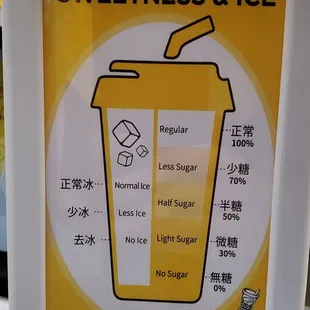 SWEETNESS & ICE
Regular 正常
100%
Less Sugar 少糖
70%
正常冰 Normal Ice
Half Sugar 半糖
50%
少冰 Less Ice
去冰 No Ice
Light Sugar 微糖
30%
No Sugar 無糖
0%